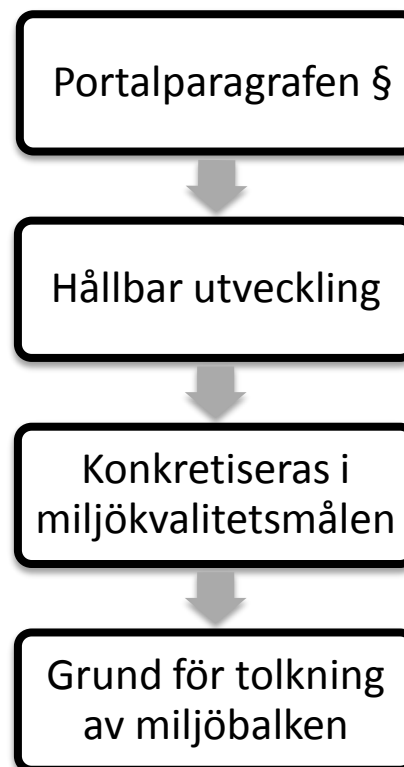 Portalparagrafen §
Hållbar utveckling
Konkretiseras i
miljökvalitetsmålen
Grund för tolkning
av miljöbalken